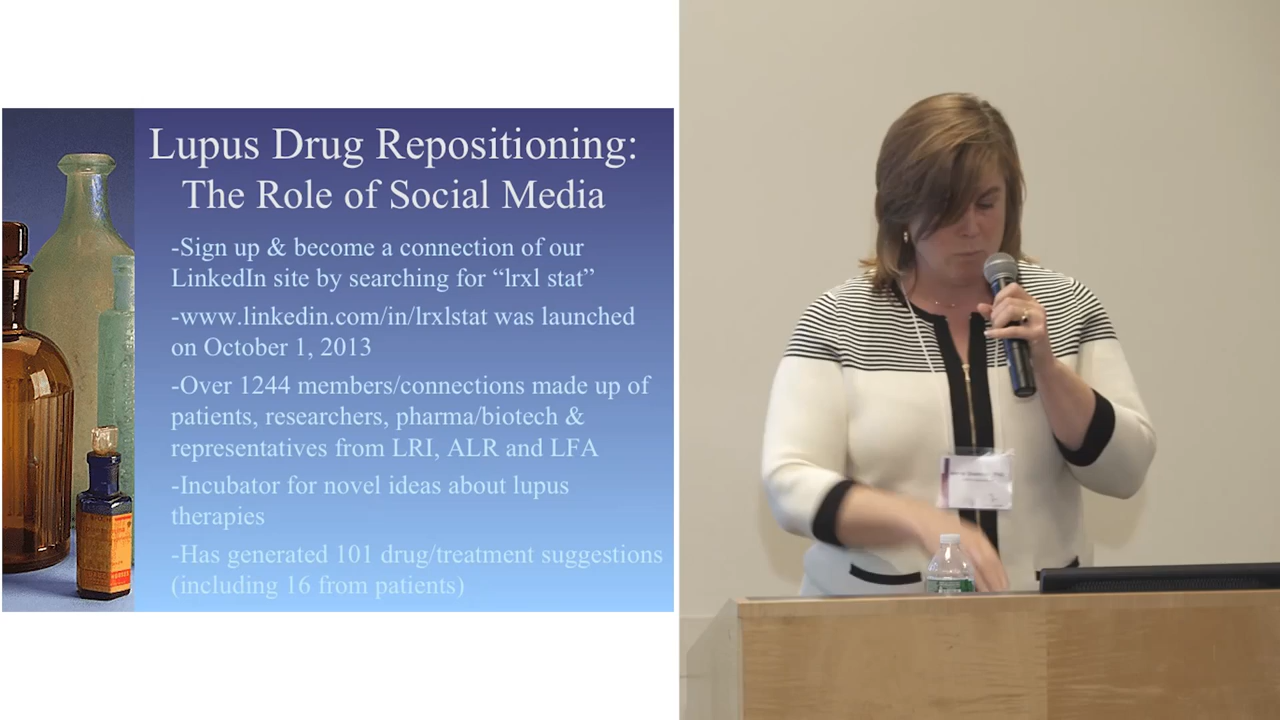 Lupus Drug Repositioning:
The Role of Social Media
-Sign up & become a connection of our
LinkedIn site by searching for “lrxl stat”
-www.linkedin.com/in/lrxlstat was launched
on October 1, 2013
-Over 1244 members/connections made up of
patients, researchers, pharma/biotech &
representatives from LRI, ALR and LFA
-Incubator for novel ideas about lupus
therapies
-Has generated 101 drug/treatment suggestions
(including 16 from patients)